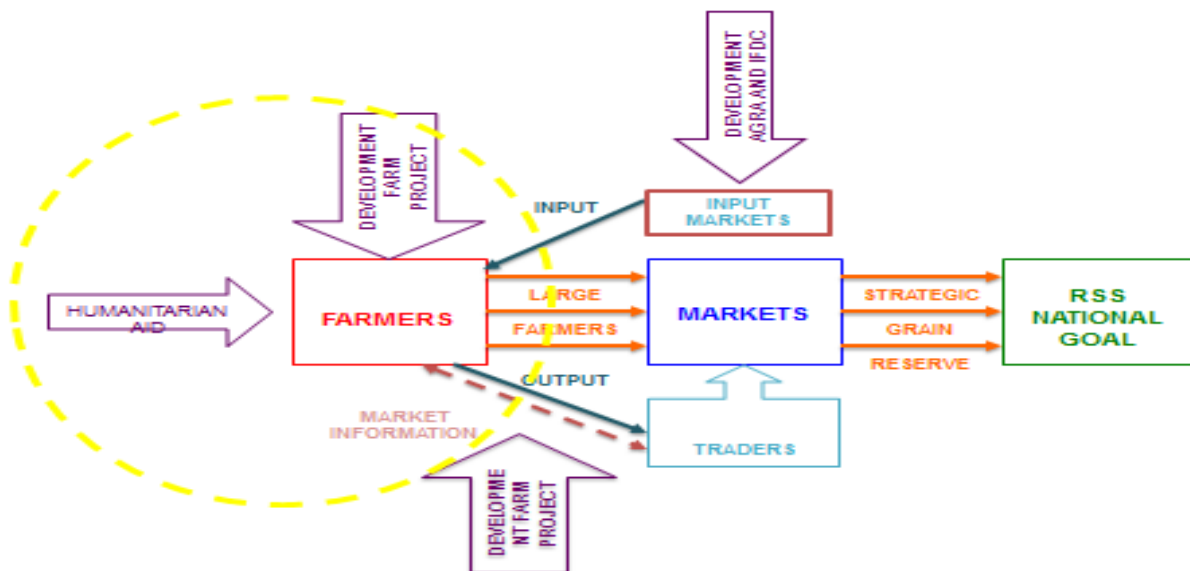 DEVELOPMENT
AGRA AND IFDC
DEVELOPMENT
FARM
PROJECT
INPUT
INPUT
MARKETS
HUMANITARIAN
AID
FARMERS
LARGE
FARMERS
MARKETS
STRATEGIC
GRAIN
RESERVE
RSS
NATIONAL
GOAL
OUTPUT
MARKET
INFORMATION
TRADERS
DEVELOPME
NT FARM
PROJECT